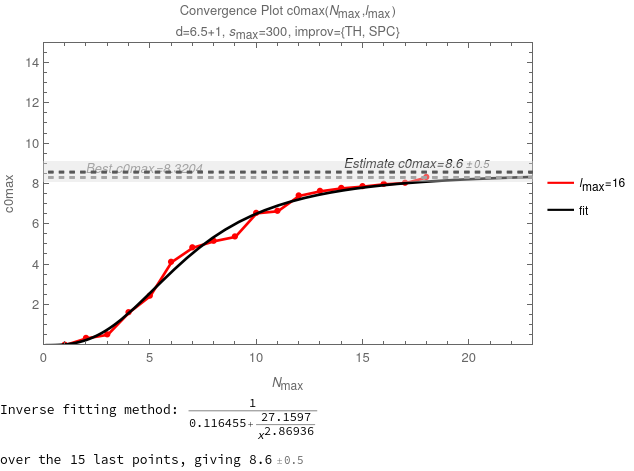 Convergence Plot c0max(Nmax,lmax)
d=6.5+1, smax=300, improv={TH, SPC}
14
12
10
8
6
4
2
c0max
Best c0max=8.3204
Estimate c0max=8.6 ±0.5
lmax=16
fit
0 5 10 15 20
Nmax
Inverse fitting method: 1
0.116455+ 27.1597
x^2.86936
over the 15 last points, giving 8.6 ±0.5